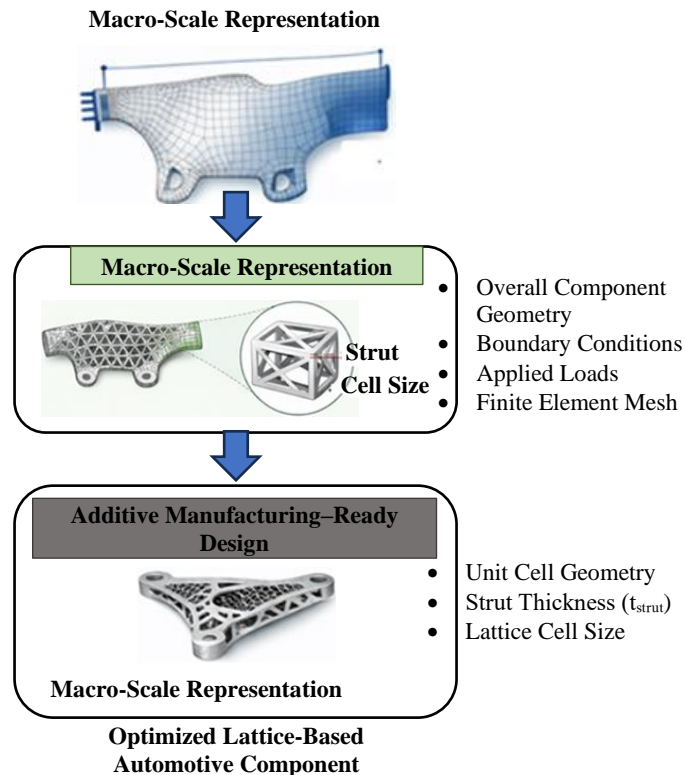 Macro-Scale Representation
Macro-Scale Representation
Strut
Cell Size
• Overall Component
Geometry
• Boundary Conditions
• Applied Loads
• Finite Element Mesh
Additive Manufacturing–Ready
Design
Macro-Scale Representation
• Unit Cell Geometry
• Strut Thickness (tstrut)
• Lattice Cell Size
Optimized Lattice-Based
Automotive Component